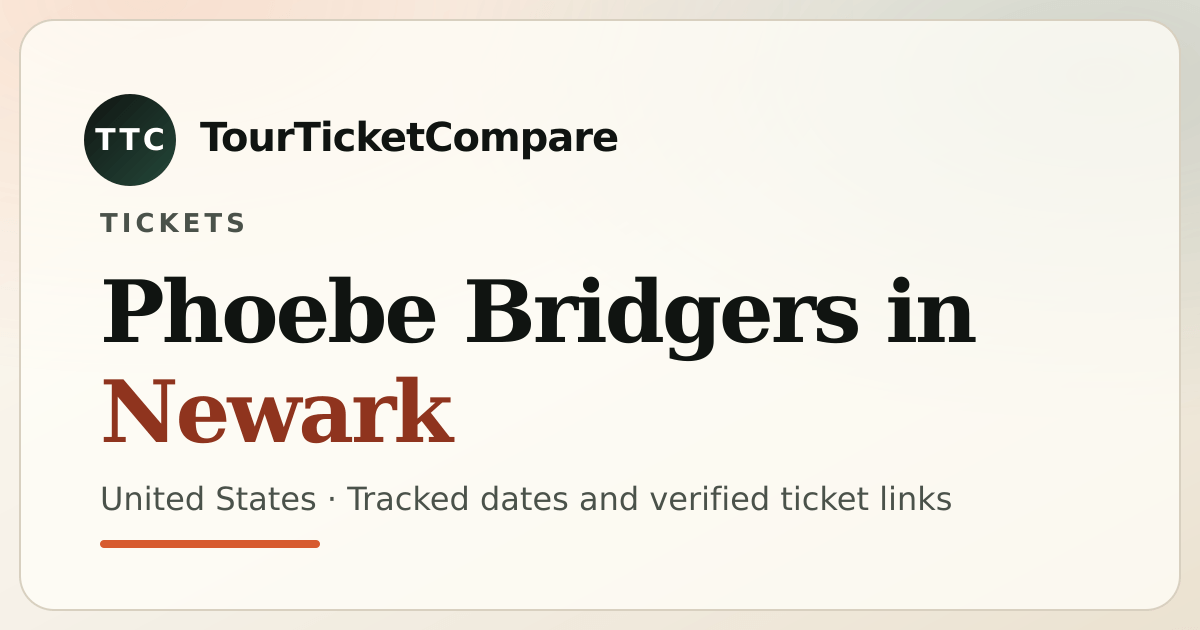 TTC
TourTicketCompare
TICKETS
Phoebe Bridgers in
Newark
United States · Tracked dates and verified ticket links